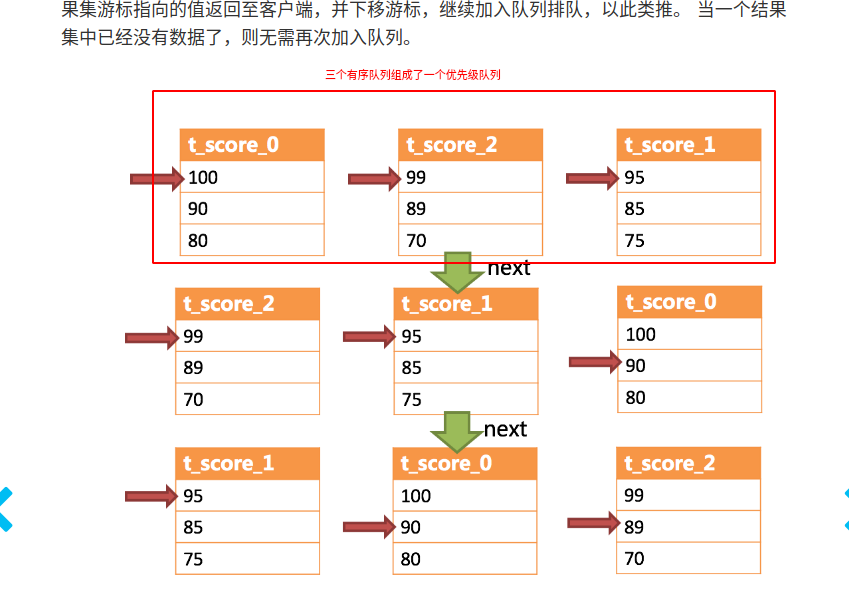 果集游标指向的值返回至客户端，并下移游标，继续加入队列排队，以此类推。 当一个结果
集中已经没有数据了，则无需再次加入队列。
三个有序队列组成了一个优先级队列
t_score_0 t_score_2 t_score_1
100 99 95
90 89 85
80 70 75
next
t_score_2 t_score_1 t_score_0
99 95 100
89 85 90
70 75 80
next
t_score_1 t_score_0 t_score_2
95 100 99
85 90 89
75 80 70